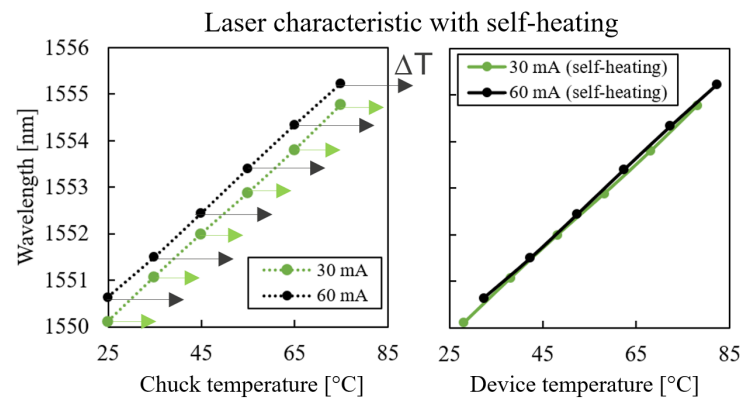 Laser characteristic with self-heating
Wavelength [nm]
1556
1555
1554
1553
1552
1551
1550
25 45 65 85
Chuck temperature [°C]
30 mA
60 mA
ΔT
30 mA (self-heating)
60 mA (self-heating)
25 45 65 85
Device temperature [°C]